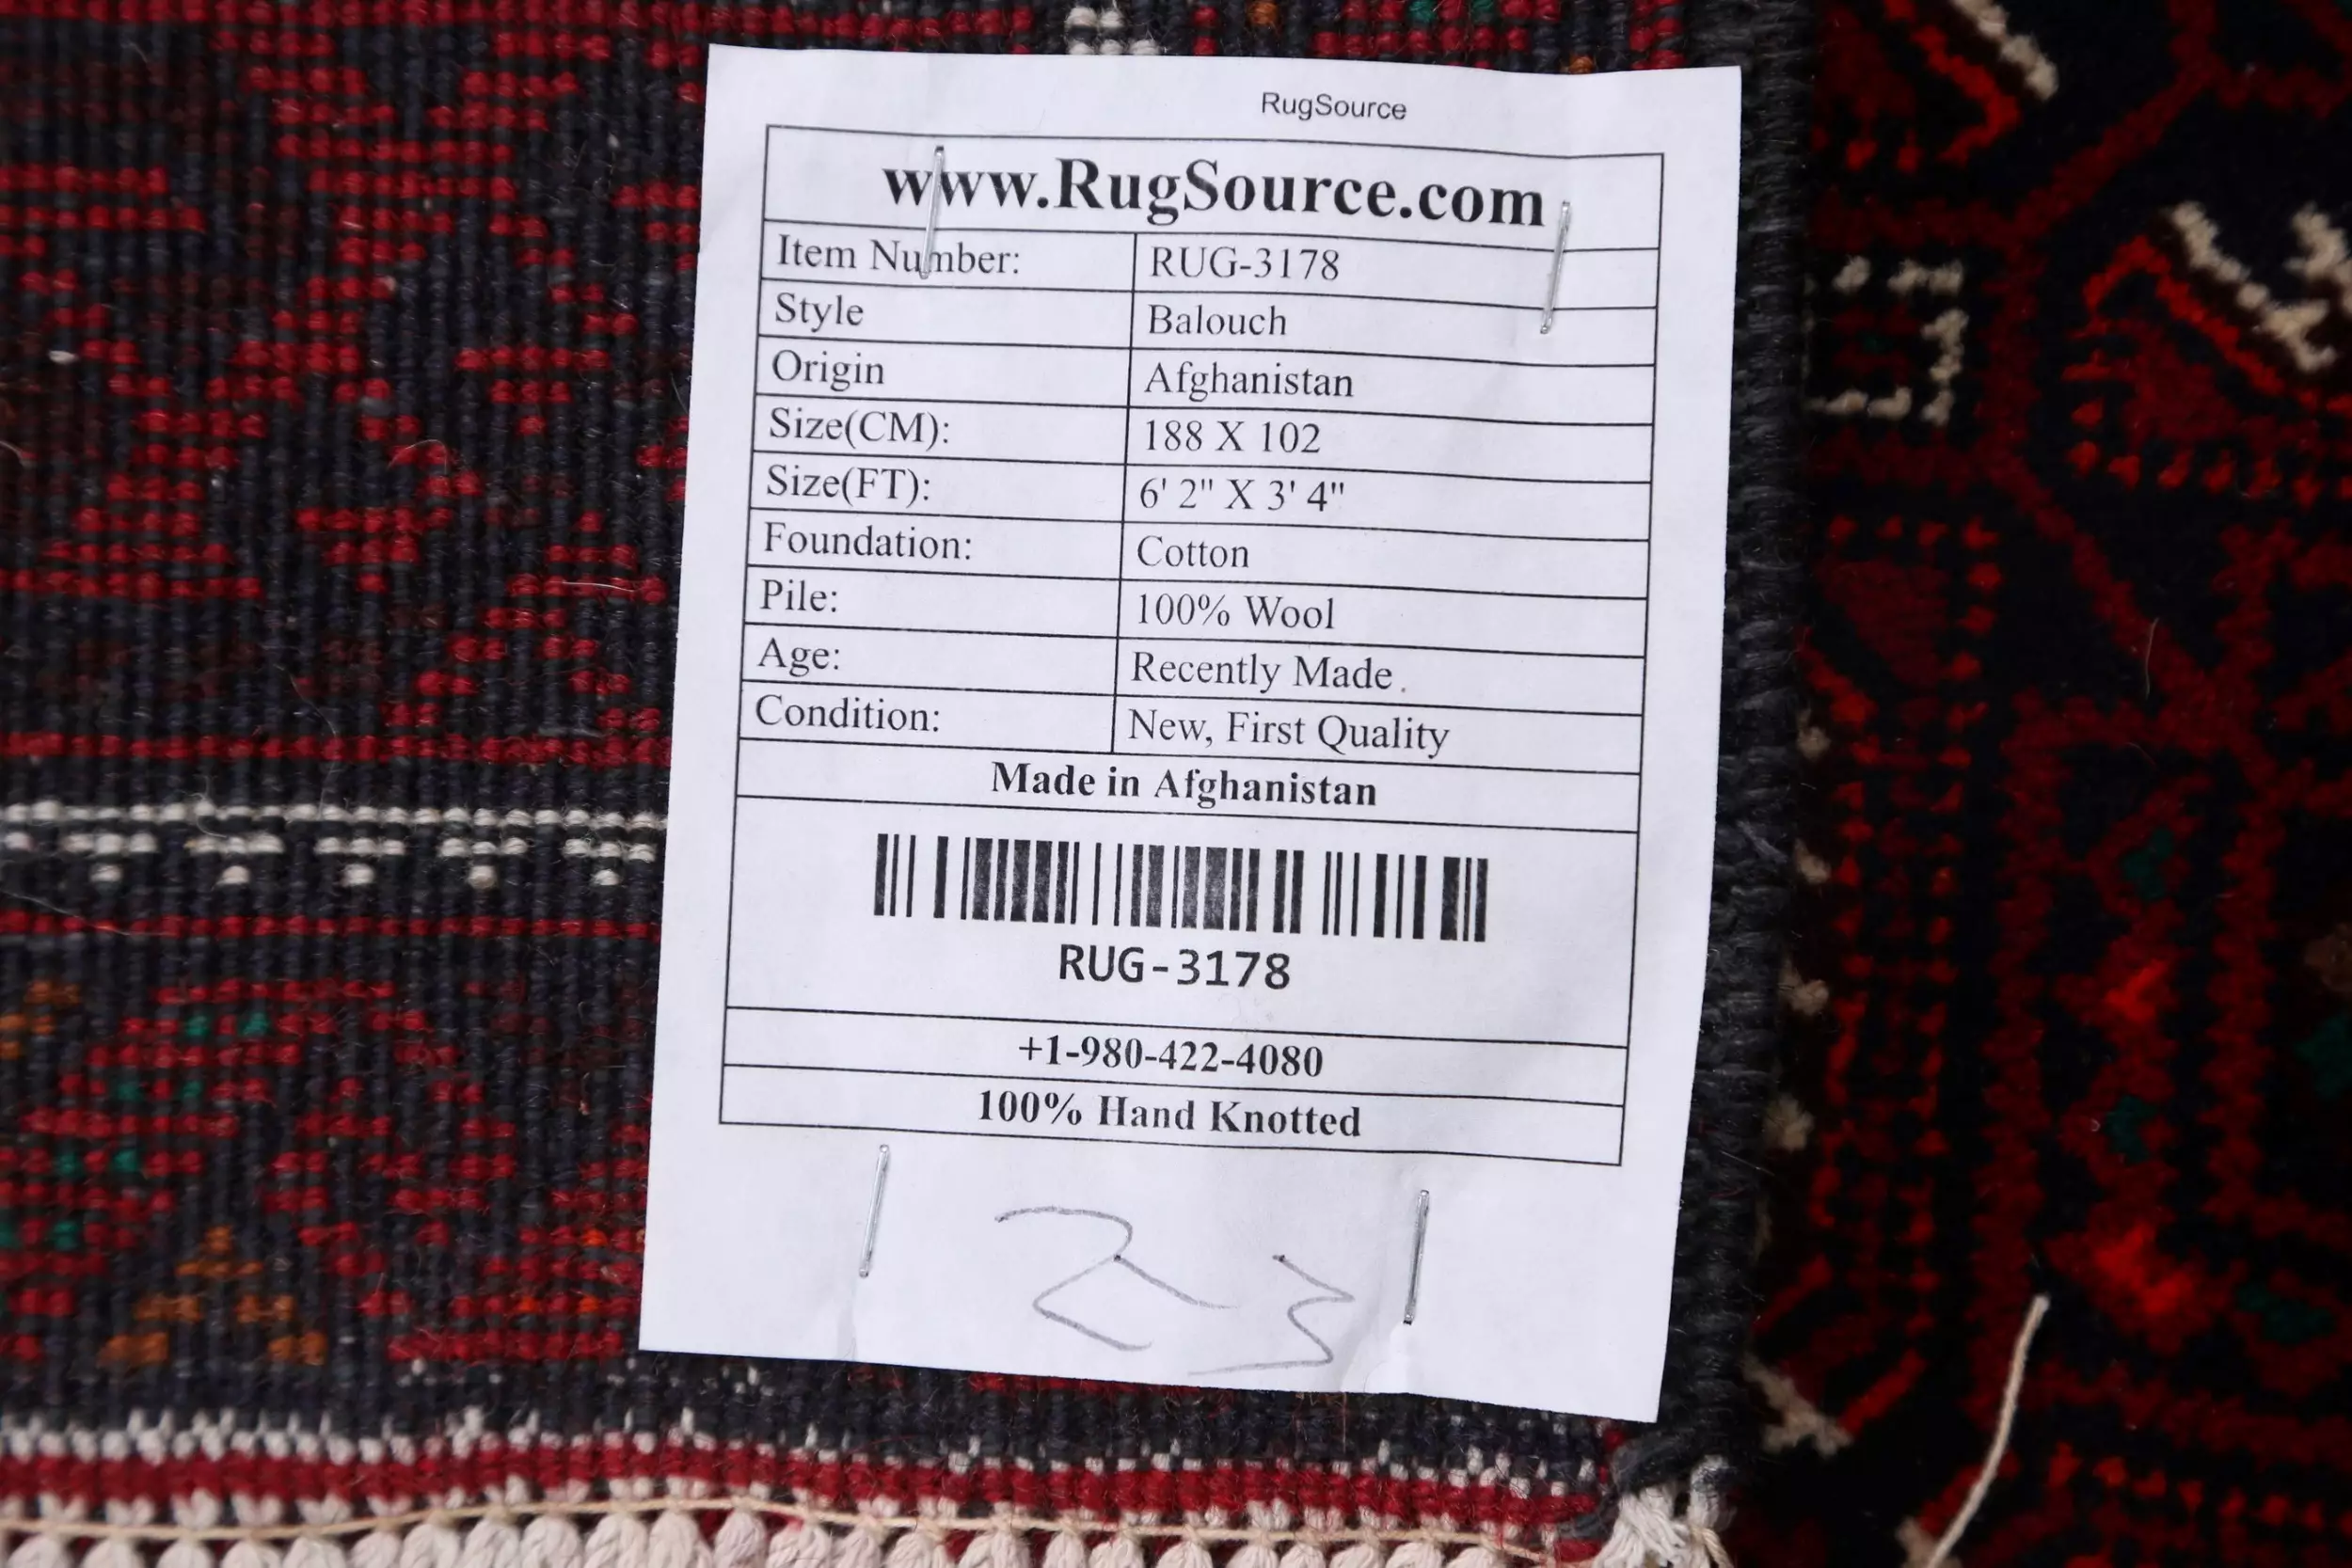 RugSource
www.RugSource.com
Item Number: RUG-3178
Style Balouch
Origin Afghanistan
Size(CM): 188 X 102
Size(FT): 6' 2" X 3' 4"
Foundation: Cotton
Pile: 100% Wool
Age: Recently Made .
Condition: New, First Quality
Made in Afghanistan
RUG-3178
+1-980-422-4080
100% Hand Knotted